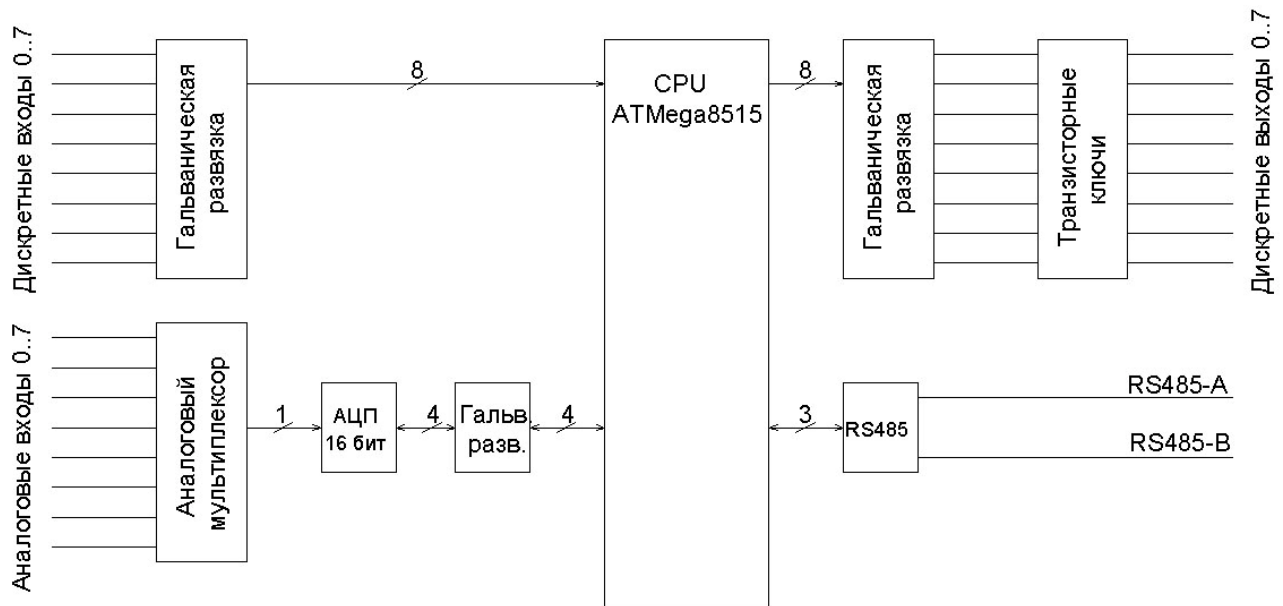 Дискретные входы 0..7
Гальваническая
развязка
8
CPU
ATMega8515
8
Гальваническая
развязка
Транзисторные
ключи
Дискретные выходы 0..7
Аналоговые входы 0..7
Аналоговый
мультиплексор
1
АЦП
16 бит
4
Гальв.
разв.
4
3
RS485
RS485-A
RS485-B